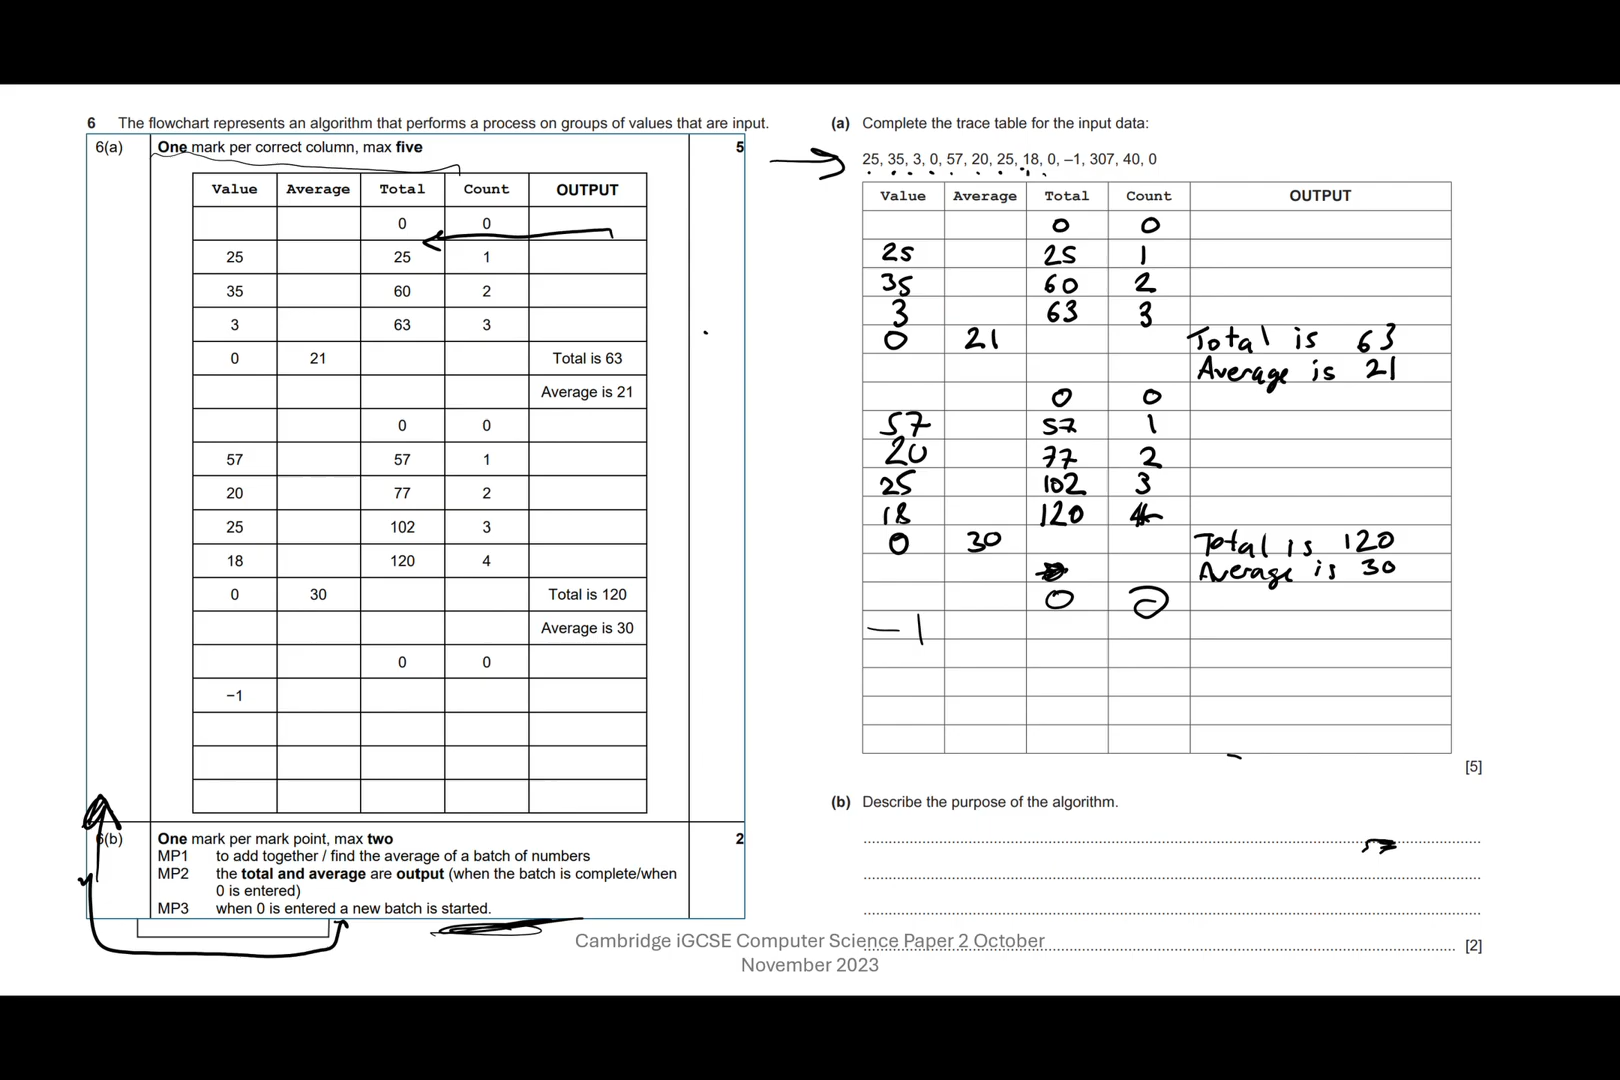 6 The flowchart represents an algorithm that performs a process on groups of values that are input.
6(a) One mark per correct column, max five 5
Value Average Total Count OUTPUT
0 0
25 25 1
35 60 2
3 63 3
0 21 Total is 63
Average is 21
0 0
57 57 1
20 77 2
25 102 3
18 120 4
0 30 Total is 120
Average is 30
0 0
−1
6(b) One mark per mark point, max two 2
MP1 to add together / find the average of a batch of numbers
MP2 the total and average are output (when the batch is complete/when
0 is entered)
MP3 when 0 is entered a new batch is started.
(a) Complete the trace table for the input data:
25, 35, 3, 0, 57, 20, 25, 18, 0, –1, 307, 40, 0
Value Average Total Count OUTPUT
0 0
25 25 1
35 60 2
3 63 3
0 21 Total is 63
Average is 21
0 0
57 57 1
20 77 2
25 102 3
18 120 4
0 30 Total is 120
Average is 30
0 0
−1
[5]
(b) Describe the purpose of the algorithm.
[2]
Cambridge iGCSE Computer Science Paper 2 October
November 2023